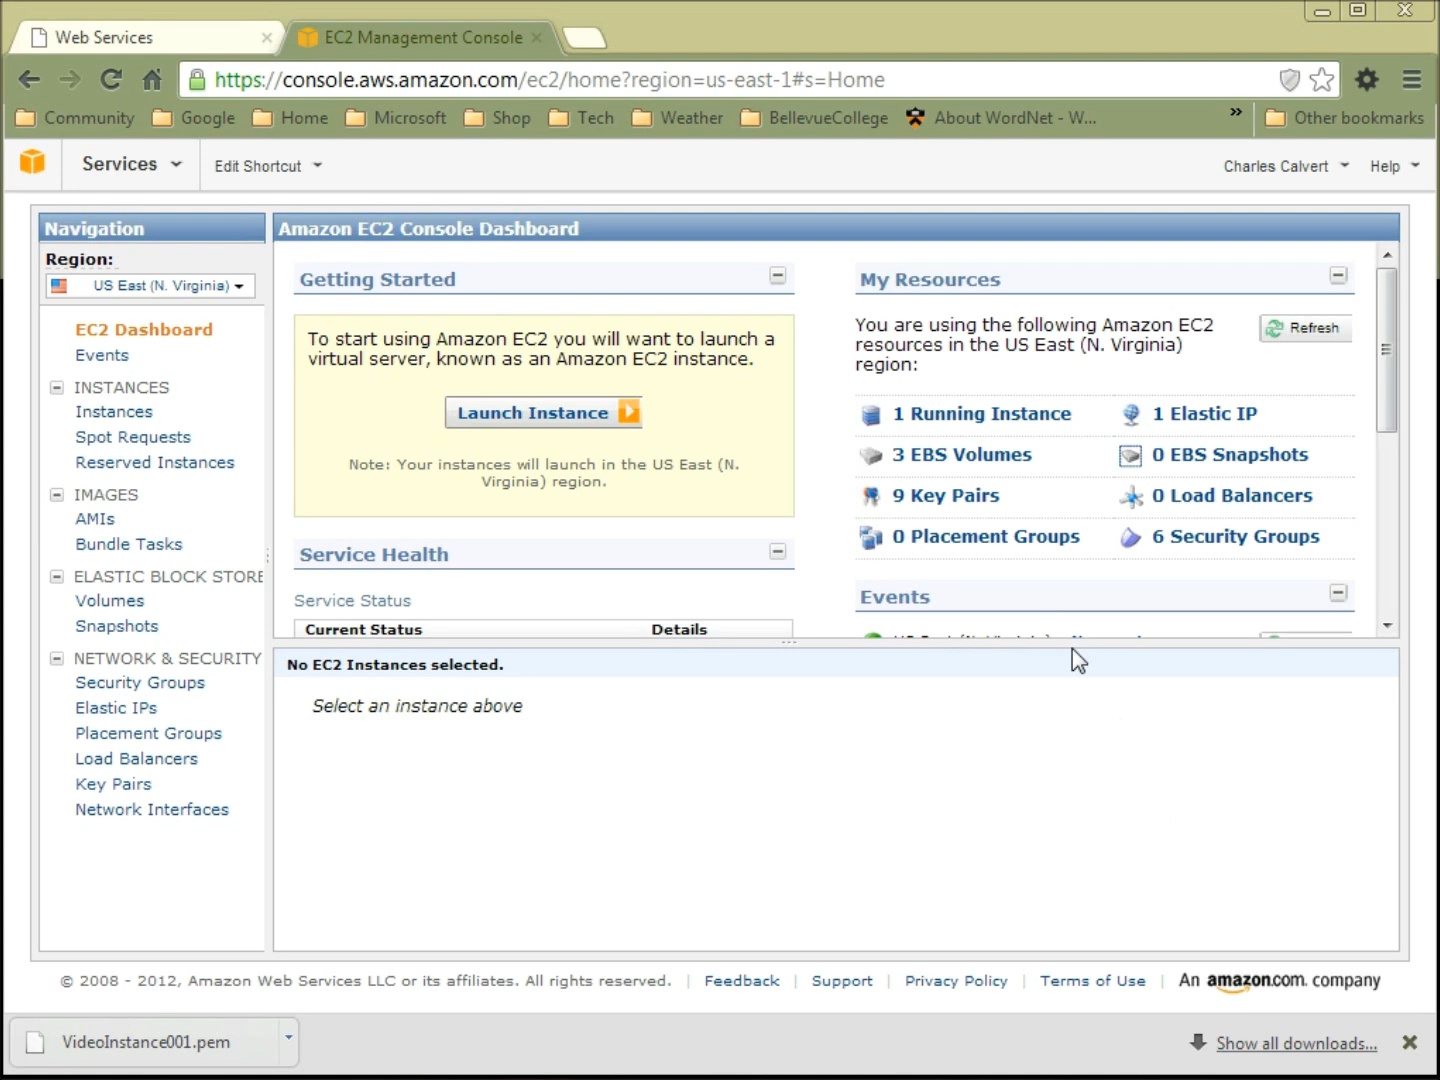 Web Services
EC2 Management Console
https://console.aws.amazon.com/ec2/home?region=us-east-1#s=Home
Community Google Home Microsoft Shop Tech Weather BellevueCollege About WordNet - W... » Other bookmarks
Services Edit Shortcut Charles Calvert Help
Navigation
Region:
US East (N. Virginia)
EC2 Dashboard
Events
INSTANCES
Instances
Spot Requests
Reserved Instances
IMAGES
AMIs
Bundle Tasks
ELASTIC BLOCK STORE
Volumes
Snapshots
NETWORK & SECURITY
Security Groups
Elastic IPs
Placement Groups
Load Balancers
Key Pairs
Network Interfaces
Amazon EC2 Console Dashboard
Getting Started
To start using Amazon EC2 you will want to launch a
virtual server, known as an Amazon EC2 instance.
Launch Instance
Note: Your instances will launch in the US East (N.
Virginia) region.
Service Health
Service Status
Current Status Details
My Resources
You are using the following Amazon EC2
resources in the US East (N. Virginia)
region:
Refresh
1 Running Instance 1 Elastic IP
3 EBS Volumes 0 EBS Snapshots
9 Key Pairs 0 Load Balancers
0 Placement Groups 6 Security Groups
Events
No EC2 Instances selected.
Select an instance above
© 2008 - 2012, Amazon Web Services LLC or its affiliates. All rights reserved. | Feedback | Support | Privacy Policy | Terms of Use | An amazon.com. company
VideoInstance001.pem
Show all downloads...